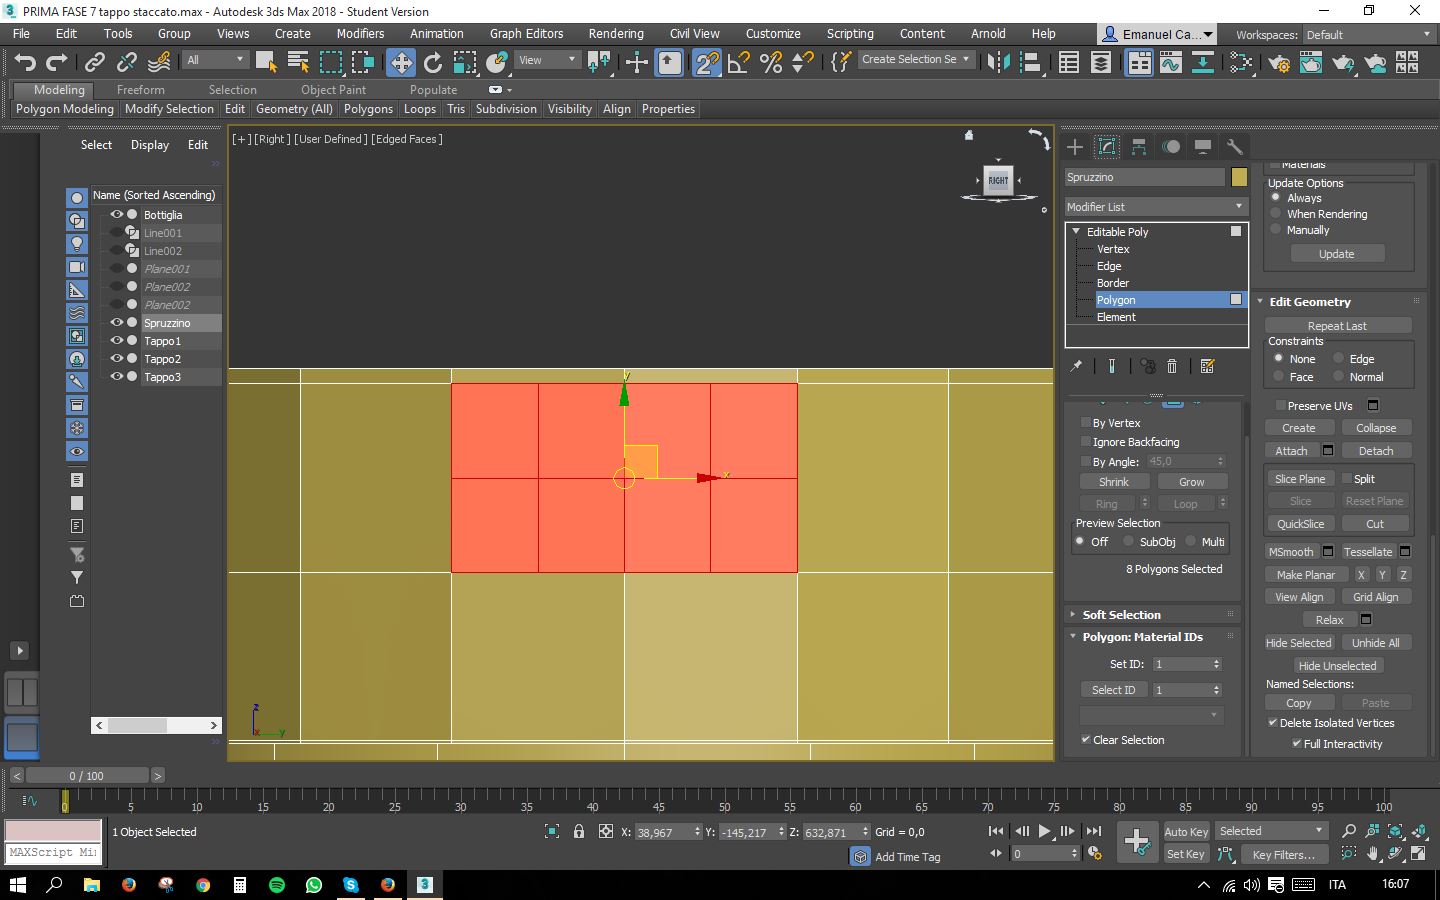 PRIMA FASE 7 tappo staccato.max - Autodesk 3ds Max 2018 - Student Version
File Edit Tools Group Views Create Modifiers Animation Graph Editors Rendering Civil View Customize Scripting Content Arnold Help Emanuel Ca... Workspaces: Default
All View Create Selection Se
Modeling Freeform Selection Object Paint Populate
Polygon Modeling Modify Selection Edit Geometry (All) Polygons Loops Tris Subdivision Visibility Align Properties
Select Display Edit
Name (Sorted Ascending)
Bottiglia
Line001
Line002
Plane001
Plane002
Plane002
Spruzzino
Tappo1
Tappo2
Tappo3
[+] [Right ] [User Defined ] [Edged Faces ]
RIGHT
y
x
z
x
y
Spruzzino
Modifier List
Editable Poly
Vertex
Edge
Border
Polygon
Element
By Vertex
Ignore Backfacing
By Angle: 45,0
Shrink Grow
Ring Loop
Preview Selection
Off SubObj Multi
8 Polygons Selected
Soft Selection
Polygon: Material IDs
Set ID: 1
Select ID 1
Clear Selection
Materials
Update Options
Always
When Rendering
Manually
Update
Edit Geometry
Repeat Last
Constraints
None Edge
Face Normal
Preserve UVs
Create Collapse
Attach Detach
Slice Plane Split
Slice Reset Plane
QuickSlice Cut
MSmooth Tessellate
Make Planar X Y Z
View Align Grid Align
Relax
Hide Selected Unhide All
Hide Unselected
Named Selections:
Copy Paste
Delete Isolated Vertices
Full Interactivity
< 0 / 100 >
0 5 10 15 20 25 30 35 40 45 50 55 60 65 70 75 80 85 90 95 100
1 Object Selected X: 38,967 Y: -145,217 Z: 632,871 Grid = 0,0 Auto Key Selected
MAXScript Mi Add Time Tag 0 Set Key Key Filters...
ITA 16:07